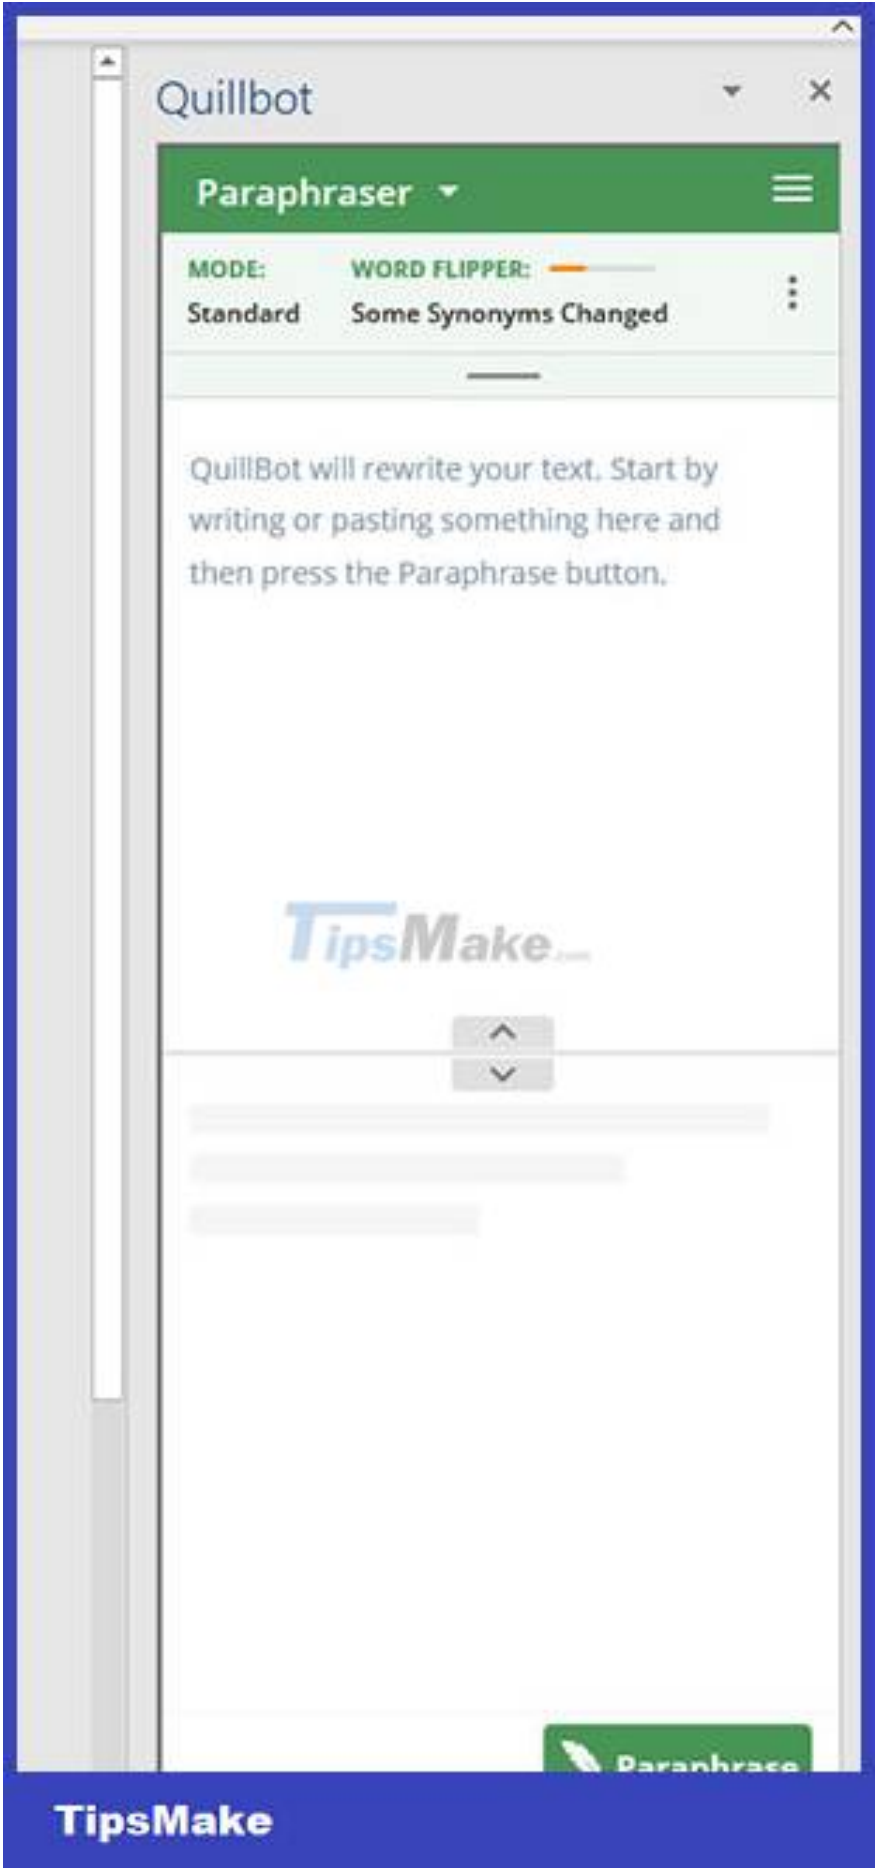 Quillbot
Paraphraser
MODE:
Standard
WORD FLIPPER:
Some Synonyms Changed
QuillBot will rewrite your text. Start by
writing or pasting something here and
then press the Paraphrase button.
TipsMake.com
Paraphrase
TipsMake